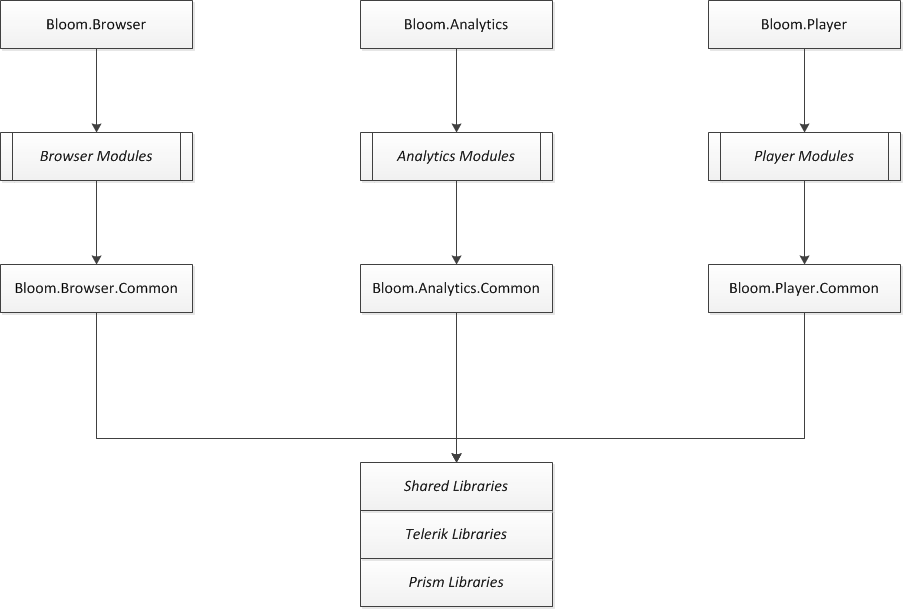 Bloom.Browser
Bloom.Analytics
Bloom.Player
Browser Modules
Analytics Modules
Player Modules
Bloom.Browser.Common
Bloom.Analytics.Common
Bloom.Player.Common
Shared Libraries
Telerik Libraries
Prism Libraries